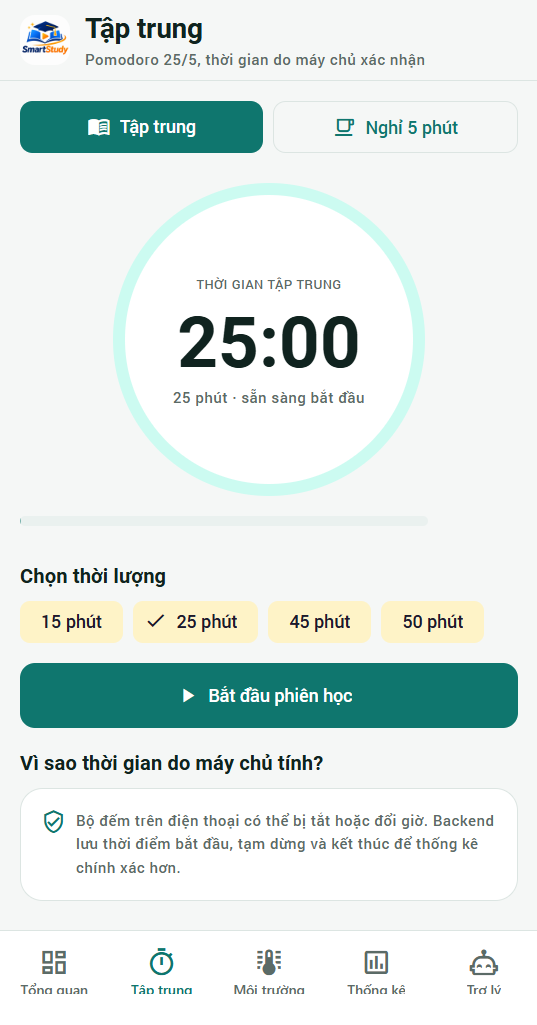 SmartStudy
Tập trung
Pomodoro 25/5, thời gian do máy chủ xác nhận
Tập trung
Nghỉ 5 phút
THỜI GIAN TẬP TRUNG
25:00
25 phút · sẵn sàng bắt đầu
Chọn thời lượng
15 phút
25 phút
45 phút
50 phút
Bắt đầu phiên học
Vì sao thời gian do máy chủ tính?
Bộ đếm trên điện thoại có thể bị tắt hoặc đổi giờ. Backend
lưu thời điểm bắt đầu, tạm dừng và kết thúc để thống kê
chính xác hơn.
Tổng quan
Tập trung
Môi trường
Thống kê
Trợ lý